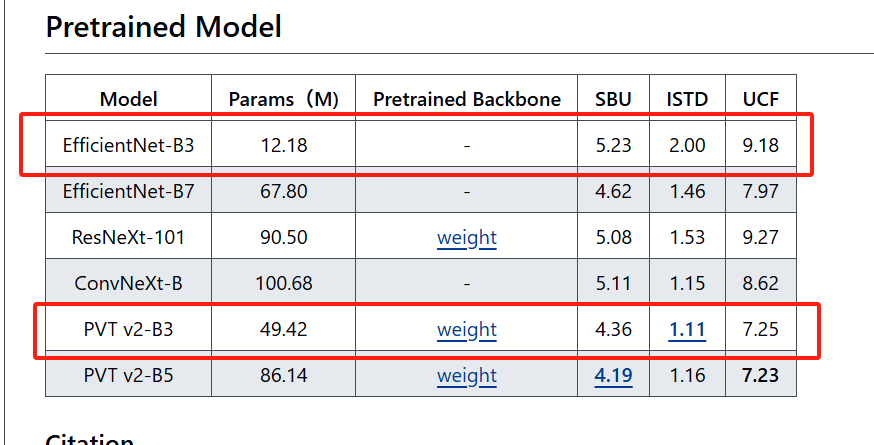 Pretrained Model
Model Params（M) Pretrained Backbone SBU ISTD UCF
EfficientNet-B3 12.18 - 5.23 2.00 9.18
EfficientNet-B7 67.80 - 4.62 1.46 7.97
ResNeXt-101 90.50 weight 5.08 1.53 9.27
ConvNeXt-B 100.68 - 5.11 1.15 8.62
PVT v2-B3 49.42 weight 4.36 1.11 7.25
PVT v2-B5 86.14 weight 4.19 1.16 7.23
Citation